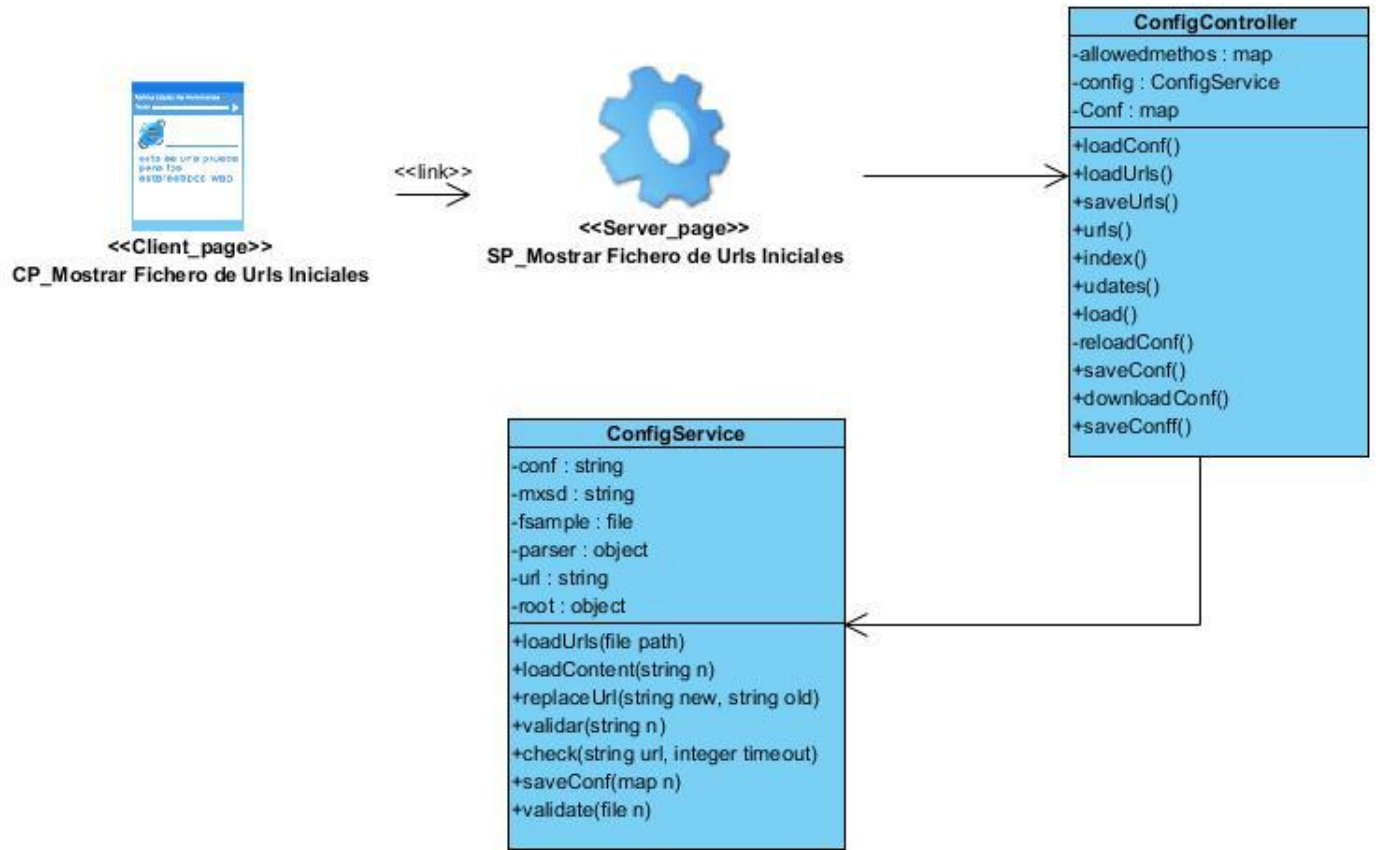 ConfigController
-allowedmethos : map
-config : ConfigService
-Conf : map
+loadConf()
+loadUrls()
+saveUrls()
+urls()
+index()
+udates()
+load()
-reloadConf()
+saveConf()
+downloadConf()
+saveConff()
<<link>>
<<Client_page>>
CP_Mostrar Fichero de Urls Iniciales
<<Server_page>>
SP_Mostrar Fichero de Urls Iniciales
ConfigService
-conf : string
-mxsd : string
-fsample : file
-parser : object
-url : string
-root : object
+loadUrls(file path)
+loadContent(string n)
+replaceUrl(string new, string old)
+validar(string n)
+check(string url, integer timeout)
+saveConf(map n)
+validate(file n)